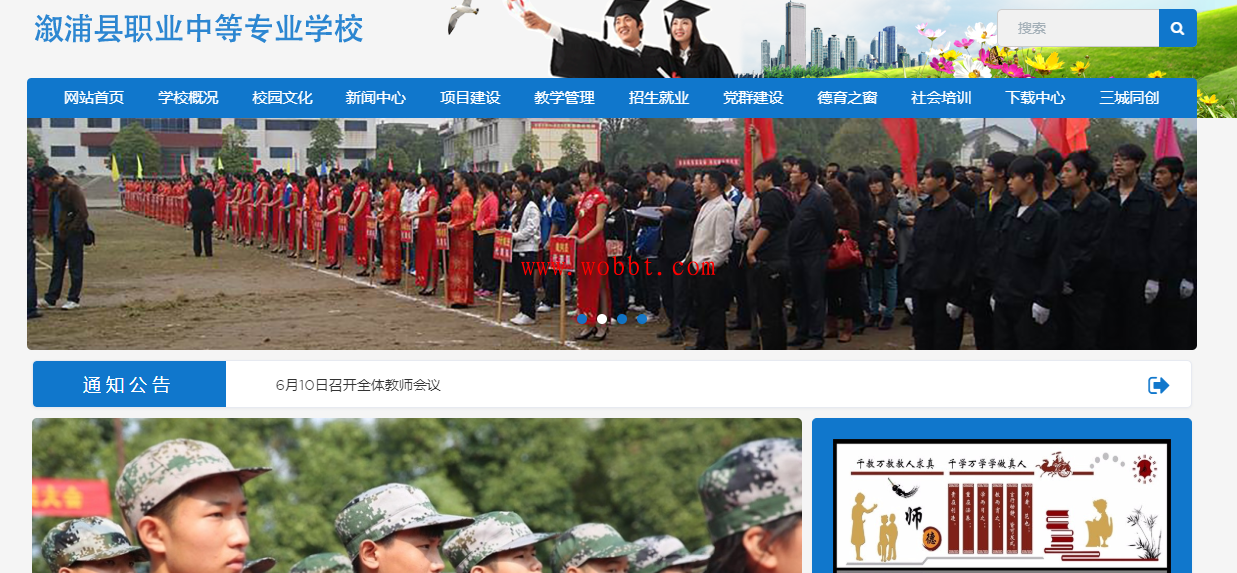 溆浦县职业中等专业学校
搜索
网站首页 学校概况 校园文化 新闻中心 项目建设 教学管理 招生就业 党群建设 德育之窗 社会培训 下载中心 三城同创
www.wobbt.com
通知公告
6月10日召开全体教师会议
千教万教教人求真 千学万学学做真人
师
德